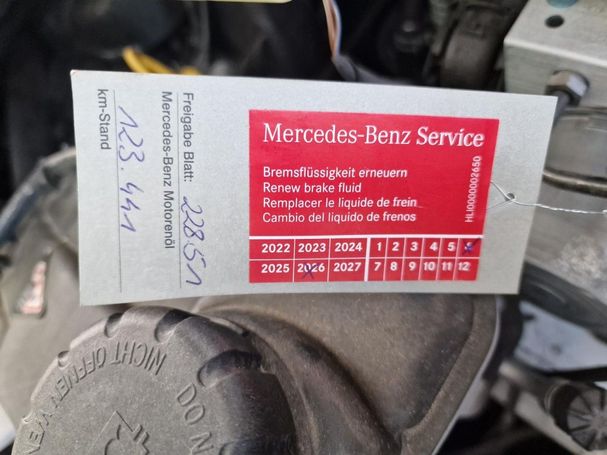 Mercedes-Benz Service
Bremsflüssigkeit erneuern
Renew brake fluid
Remplacer le liquide de frein
Cambio del liquido de frenos
HLI0000002650
2022 2023 2024 1 2 3 4 5 6
2025 2026 2027 7 8 9 10 11 12
Freigabe Blatt: 228.51
Mercedes-Benz Motorenöl
km-Stand 123.441
NICHT ÖFFNEN
DO N